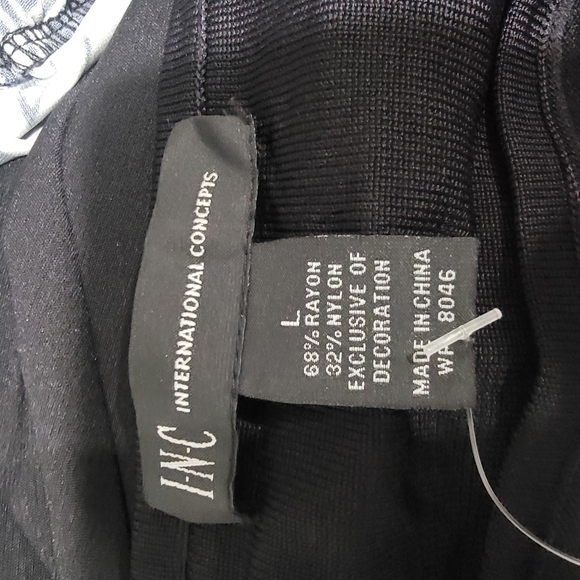 I·N·C INTERNATIONAL CONCEPTS
L
68% RAYON
32% NYLON
EXCLUSIVE OF
DECORATION
MADE IN CHINA
8046